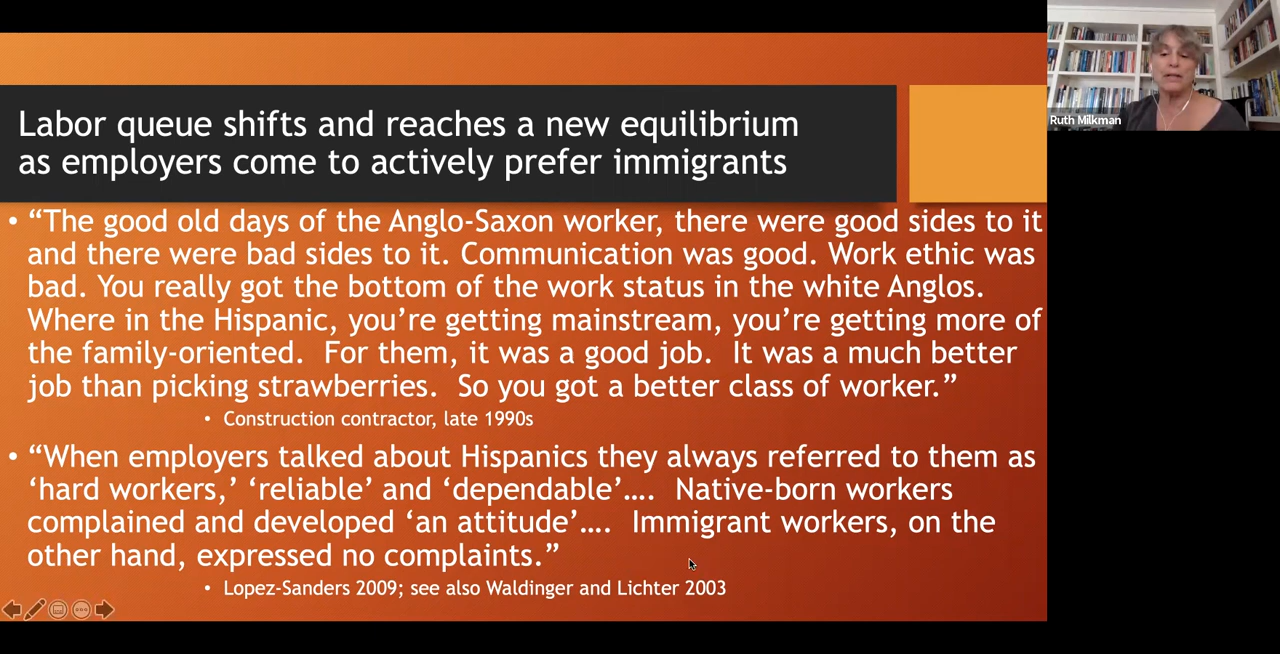 Labor queue shifts and reaches a new equilibrium
as employers come to actively prefer immigrants
• “The good old days of the Anglo-Saxon worker, there were good sides to it
and there were bad sides to it. Communication was good. Work ethic was
bad. You really got the bottom of the work status in the white Anglos.
Where in the Hispanic, you’re getting mainstream, you’re getting more of
the family-oriented.  For them, it was a good job.  It was a much better
job than picking strawberries.  So you got a better class of worker.”
• Construction contractor, late 1990s
• “When employers talked about Hispanics they always referred to them as
‘hard workers,’ ‘reliable’ and ‘dependable’….  Native-born workers
complained and developed ‘an attitude’….  Immigrant workers, on the
other hand, expressed no complaints.”
• Lopez-Sanders 2009; see also Waldinger and Lichter 2003
Ruth Milkman